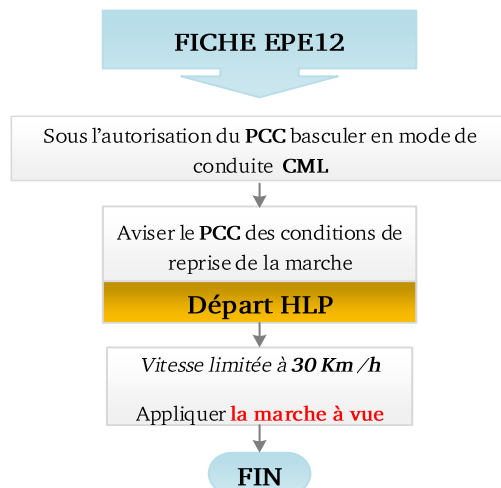 FICHE EPE12
Sous l'autorisation du PCC basculer en mode de
conduite CML
Aviser le PCC des conditions de
reprise de la marche
Départ HLP
Vitesse limitée à 30 Km/h
Appliquer la marche à vue
FIN